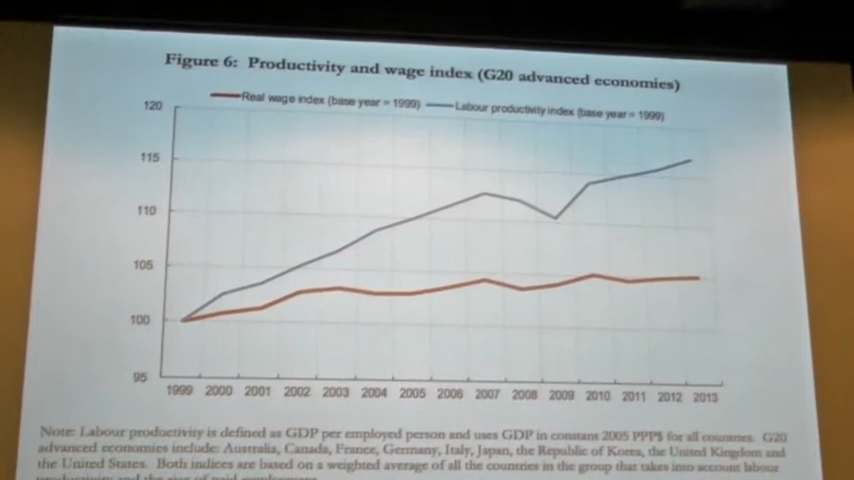 Figure 6: Productivity and wage index (G20 advanced economies)
Real wage index (base year = 1999) Labour productivity index (base year = 1999)
120
115
110
105
100
95
1999 2000 2001 2002 2003 2004 2005 2006 2007 2008 2009 2010 2011 2012 2013
Note: Labour productivity is defined as GDP per employed person and uses GDP in constant 2005 PPP$ for all countries. G20
advanced economies include: Australia, Canada, France, Germany, Italy, Japan, the Republic of Korea, the United Kingdom and
the United States. Both indices are based on a weighted average of all the countries in the group that takes into account labour